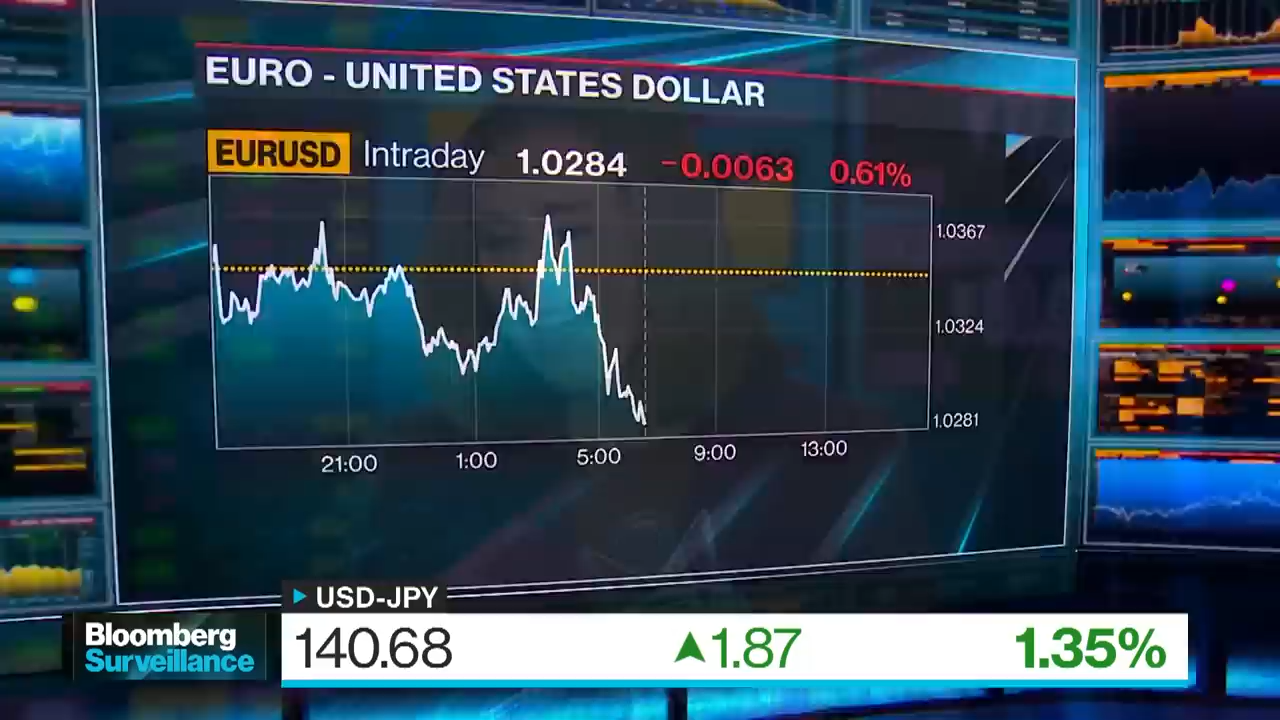 EURO - UNITED STATES DOLLAR
EURUSD Intraday 1.0284 -0.0063 0.61%
1.0367
1.0324
1.0281
21:00 1:00 5:00 9:00 13:00
USD-JPY
Bloomberg
Surveillance
140.68 ▲1.87 1.35%